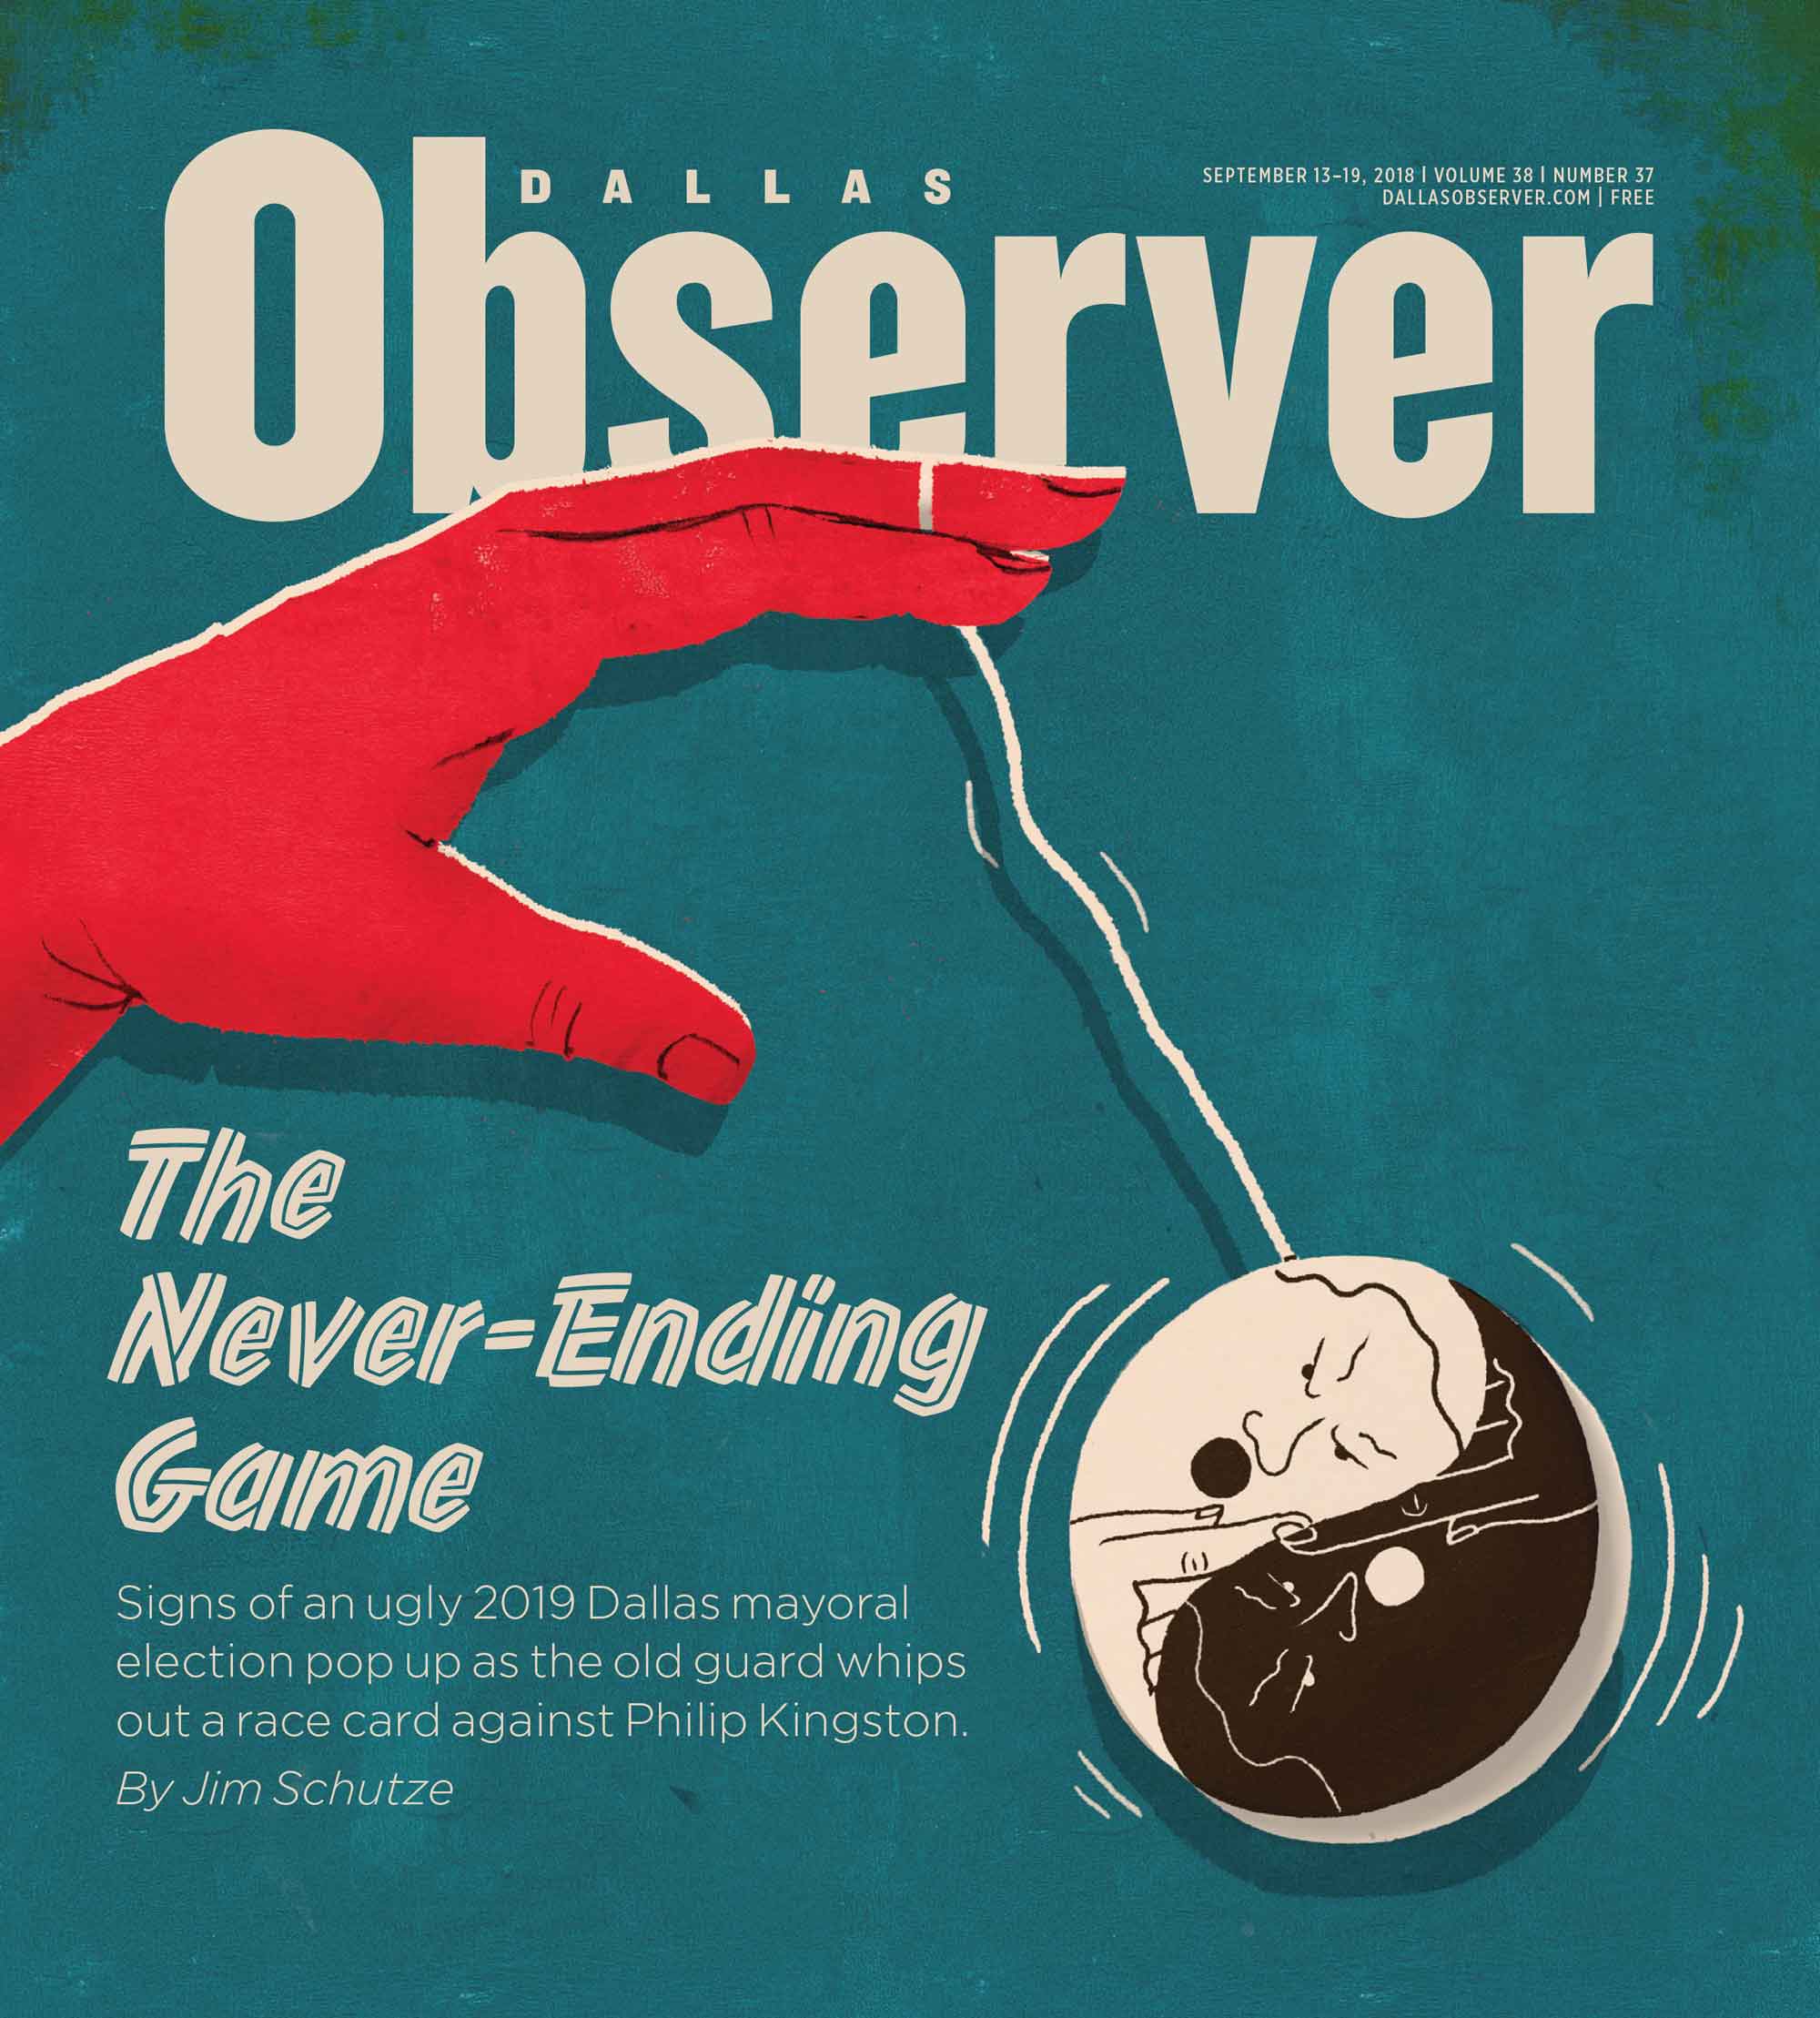 DALLAS
SEPTEMBER 13–19, 2018 | VOLUME 38 | NUMBER 37
DALLASOBSERVER.COM | FREE
Observer
The
Never-Ending
Game
Signs of an ugly 2019 Dallas mayoral
election pop up as the old guard whips
out a race card against Philip Kingston.
By Jim Schutze